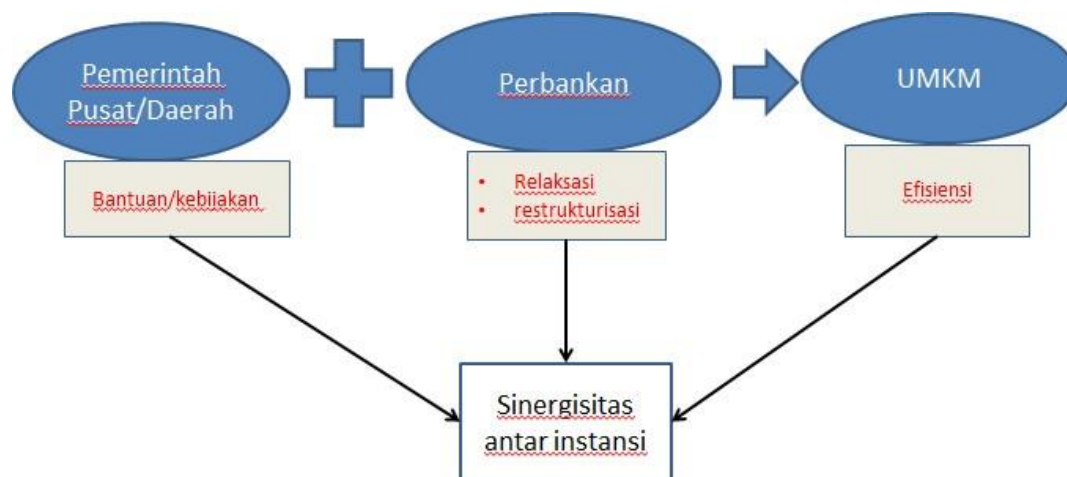 Pemerintah
Pusat/Daerah
Perbankan
UMKM
Bantuan/kebijakan
• Relaksasi
• restrukturisasi
Efisiensi
Sinergisitas
antar instansi